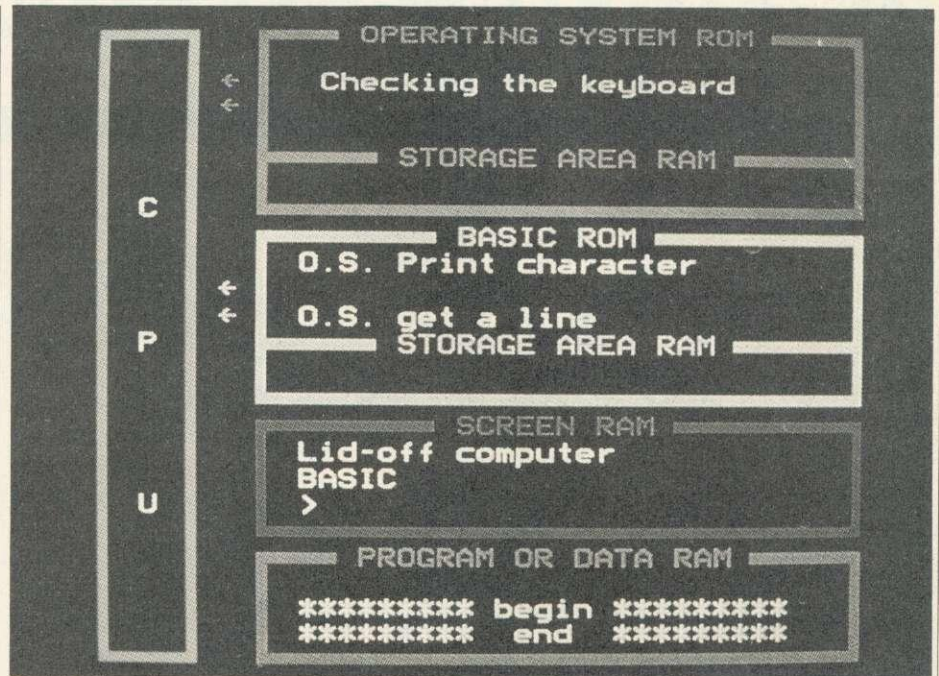 C
P
U
OPERATING SYSTEM ROM
Checking the keyboard
STORAGE AREA RAM
BASIC ROM
O.S. Print character
O.S. get a line
STORAGE AREA RAM
SCREEN RAM
Lid-off computer
BASIC
>
PROGRAM OR DATA RAM
********* begin *********
********* end *********